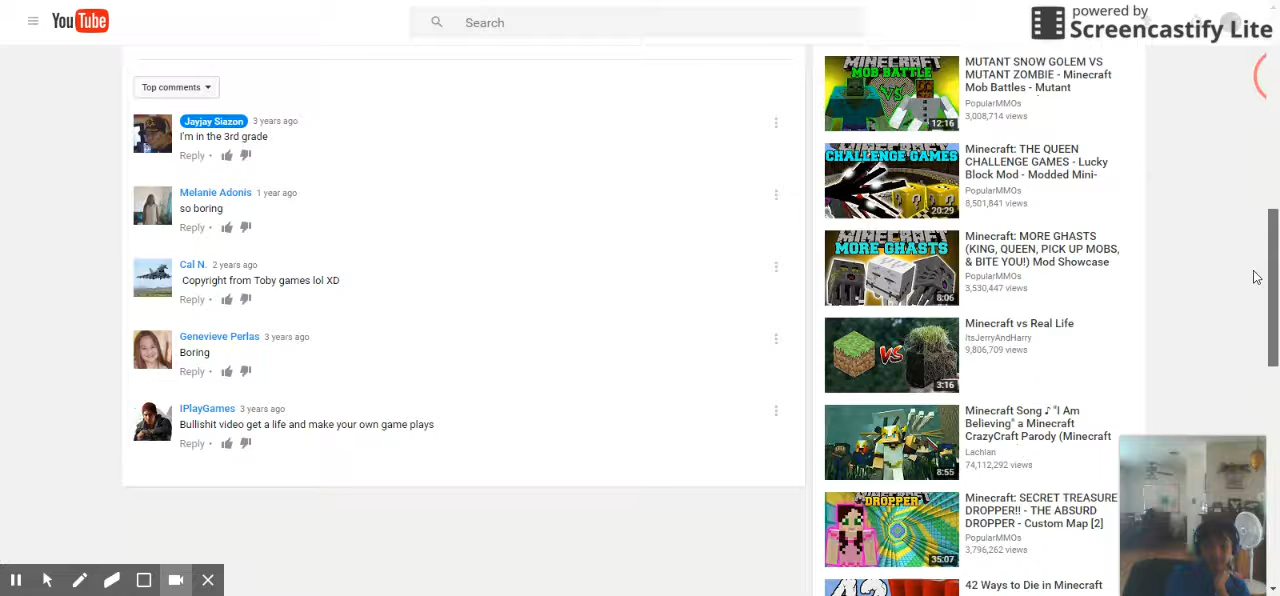 YouTube
Search
powered by
Screencastify Lite
Top comments
Jayjay Siazon 3 years ago
I'm in the 3rd grade
Reply •
Melanie Adonis 1 year ago
so boring
Reply •
Cal N. 2 years ago
Copyright from Toby games lol XD
Reply •
Genevieve Perlas 3 years ago
Boring
Reply •
IPlayGames 3 years ago
Bullishit video get a life and make your own game plays
Reply •
MINECRAFT
MOB BATTLE
VS
12:16
MUTANT SNOW GOLEM VS
MUTANT ZOMBIE - Minecraft
Mob Battles - Mutant
PopularMMOs
3,008,714 views
MINECRAFT
CHALLENGE GAMES
20:29
Minecraft: THE QUEEN
CHALLENGE GAMES - Lucky
Block Mod - Modded Mini-
PopularMMOs
8,501,841 views
MINECRAFT
MORE GHASTS
8:06
Minecraft: MORE GHASTS
(KING, QUEEN, PICK UP MOBS,
& BITE YOU!) Mod Showcase
PopularMMOs
3,530,447 views
VS
3:16
Minecraft vs Real Life
ItsJerryAndHarry
9,806,709 views
8:55
Minecraft Song ♪ "I Am
Believing" a Minecraft
CrazyCraft Parody (Minecraft
Lachlan
74,112,292 views
DROPPER
35:07
Minecraft: SECRET TREASURE
DROPPER!! - THE ABSURD
DROPPER - Custom Map [2]
PopularMMOs
3,796,262 views
42 Ways to Die in Minecraft